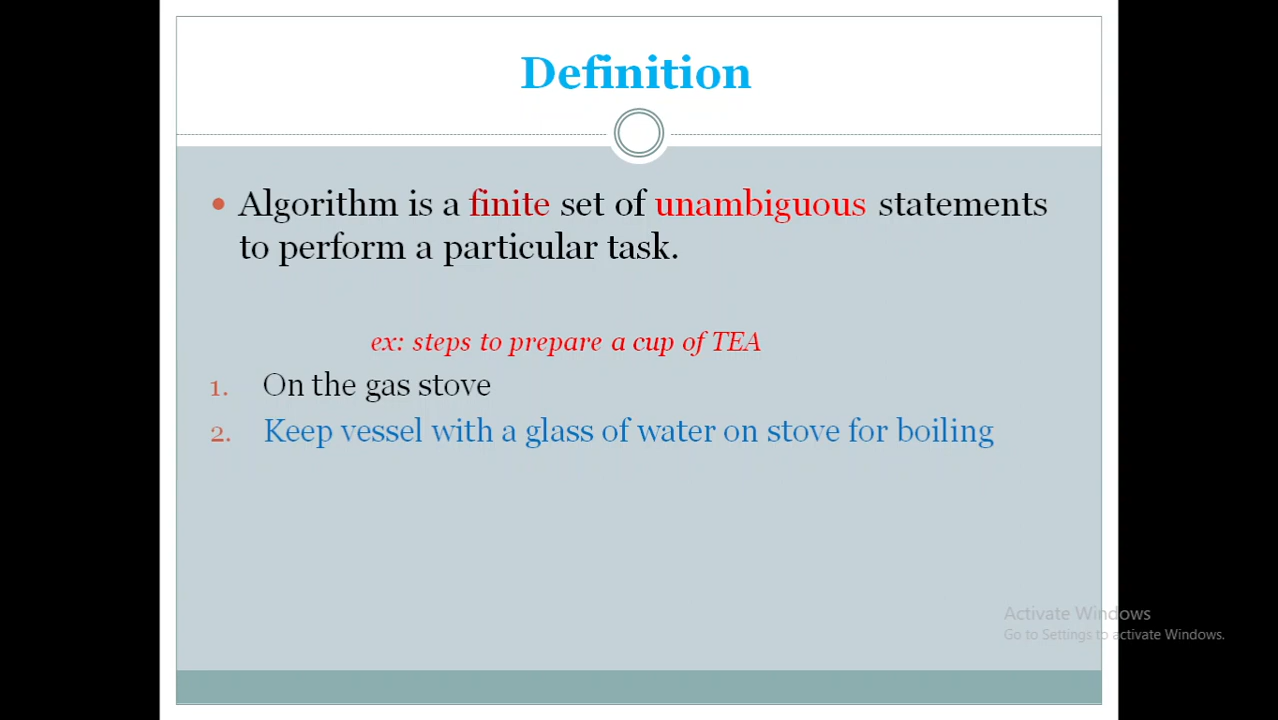 Definition
• Algorithm is a finite set of unambiguous statements
to perform a particular task.
ex: steps to prepare a cup of TEA
1. On the gas stove
2. Keep vessel with a glass of water on stove for boiling
Activate Windows
Go to Settings to activate Windows.